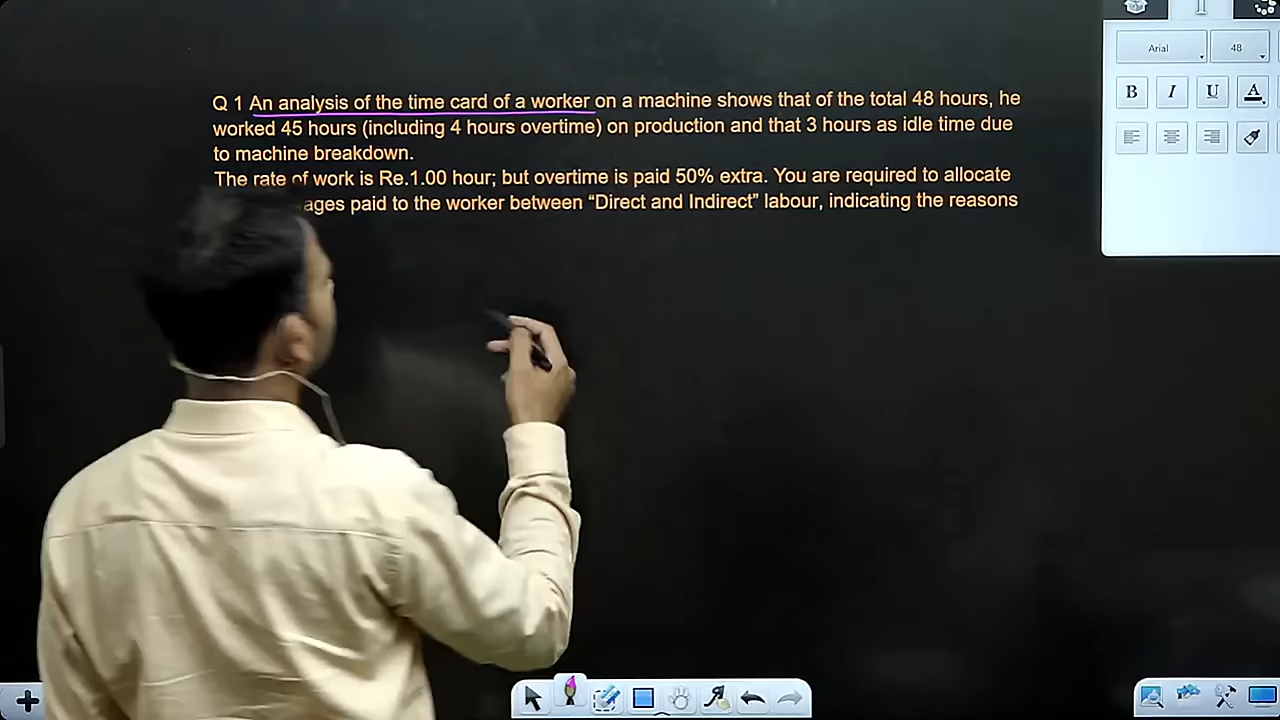 Q 1 An analysis of the time card of a worker on a machine shows that of the total 48 hours, he
worked 45 hours (including 4 hours overtime) on production and that 3 hours as idle time due
to machine breakdown.
The rate of work is Re.1.00 hour; but overtime is paid 50% extra. You are required to allocate
paid to the worker between “Direct and Indirect” labour, indicating the reasons
Arial
48
B I U A